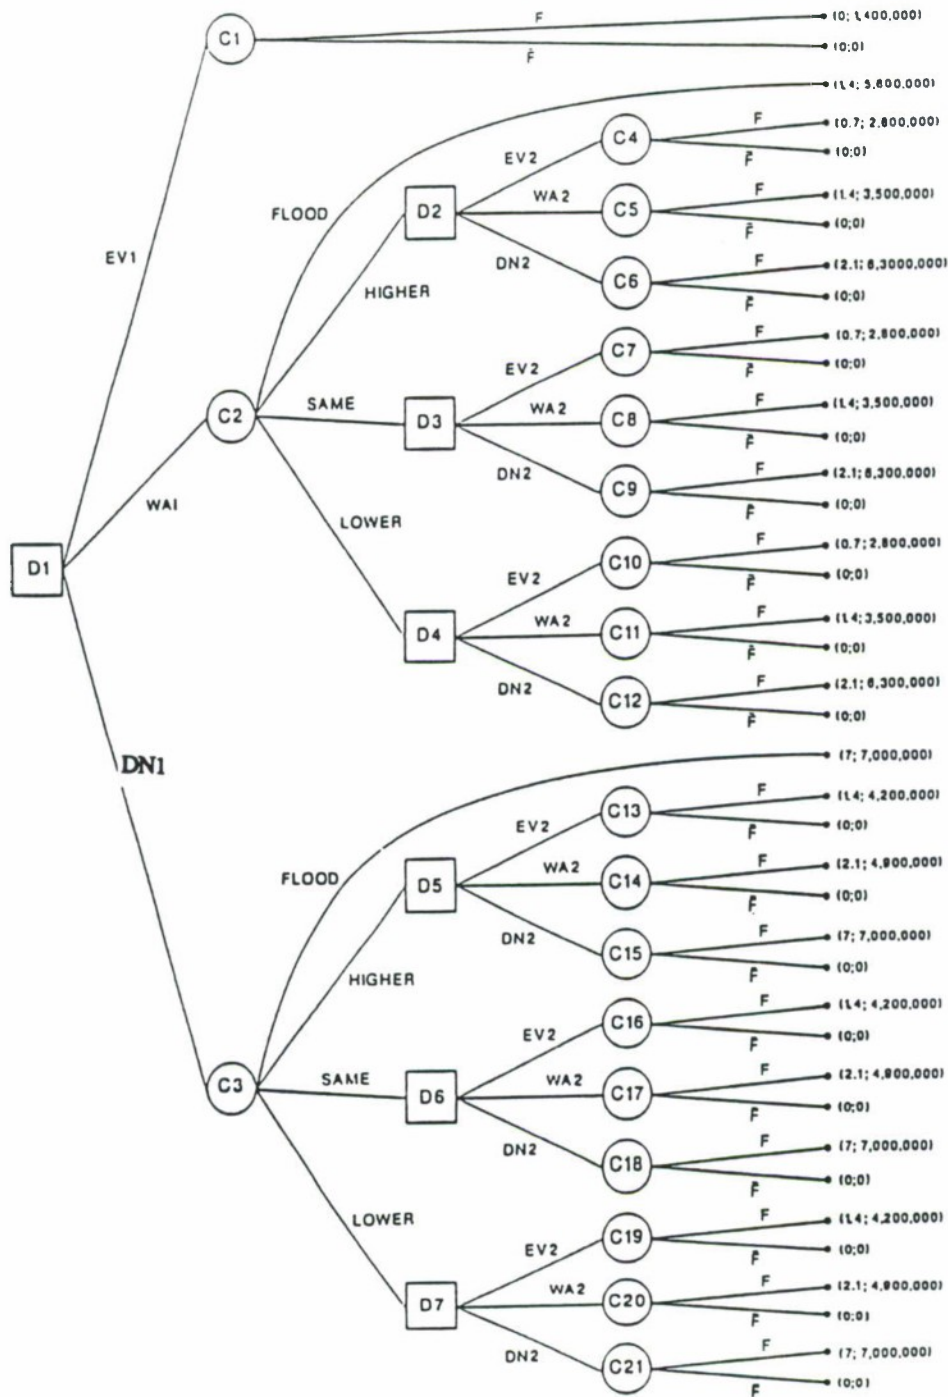 C1
F
(0; 1,400,000)
F̄
(0;0)
EV1
C2
FLOOD
(1.4; 5,600,000)
HIGHER
D2
EV2
C4
F
(0.7; 2,800,000)
F̄
(0;0)
WA2
C5
F
(1.4; 3,500,000)
F̄
(0;0)
DN2
C6
F
(2.1; 6,3000,000)
F̄
(0;0)
SAME
D3
EV2
C7
F
(0.7; 2,800,000)
F̄
(0;0)
WA2
C8
F
(1.4; 3,500,000)
F̄
(0;0)
DN2
C9
F
(2.1; 6,300,000)
F̄
(0;0)
WA1
D1
LOWER
D4
EV2
C10
F
(0.7; 2,800,000)
F̄
(0;0)
WA2
C11
F
(1.4; 3,500,000)
F̄
(0;0)
DN2
C12
F
(2.1; 6,300,000)
F̄
(0;0)
DN1
C3
FLOOD
(7; 7,000,000)
HIGHER
D5
EV2
C13
F
(1.4; 4,200,000)
F̄
(0;0)
WA2
C14
F
(2.1; 4,900,000)
F̄
(0;0)
DN2
C15
F
(7; 7,000,000)
F̄
(0;0)
SAME
D6
EV2
C16
F
(1.4; 4,200,000)
F̄
(0;0)
WA2
C17
F
(2.1; 4,900,000)
F̄
(0;0)
DN2
C18
F
(7; 7,000,000)
F̄
(0;0)
LOWER
D7
EV2
C19
F
(1.4; 4,200,000)
F̄
(0;0)
WA2
C20
F
(2.1; 4,900,000)
F̄
(0;0)
DN2
C21
F
(7; 7,000,000)
F̄
(0;0)